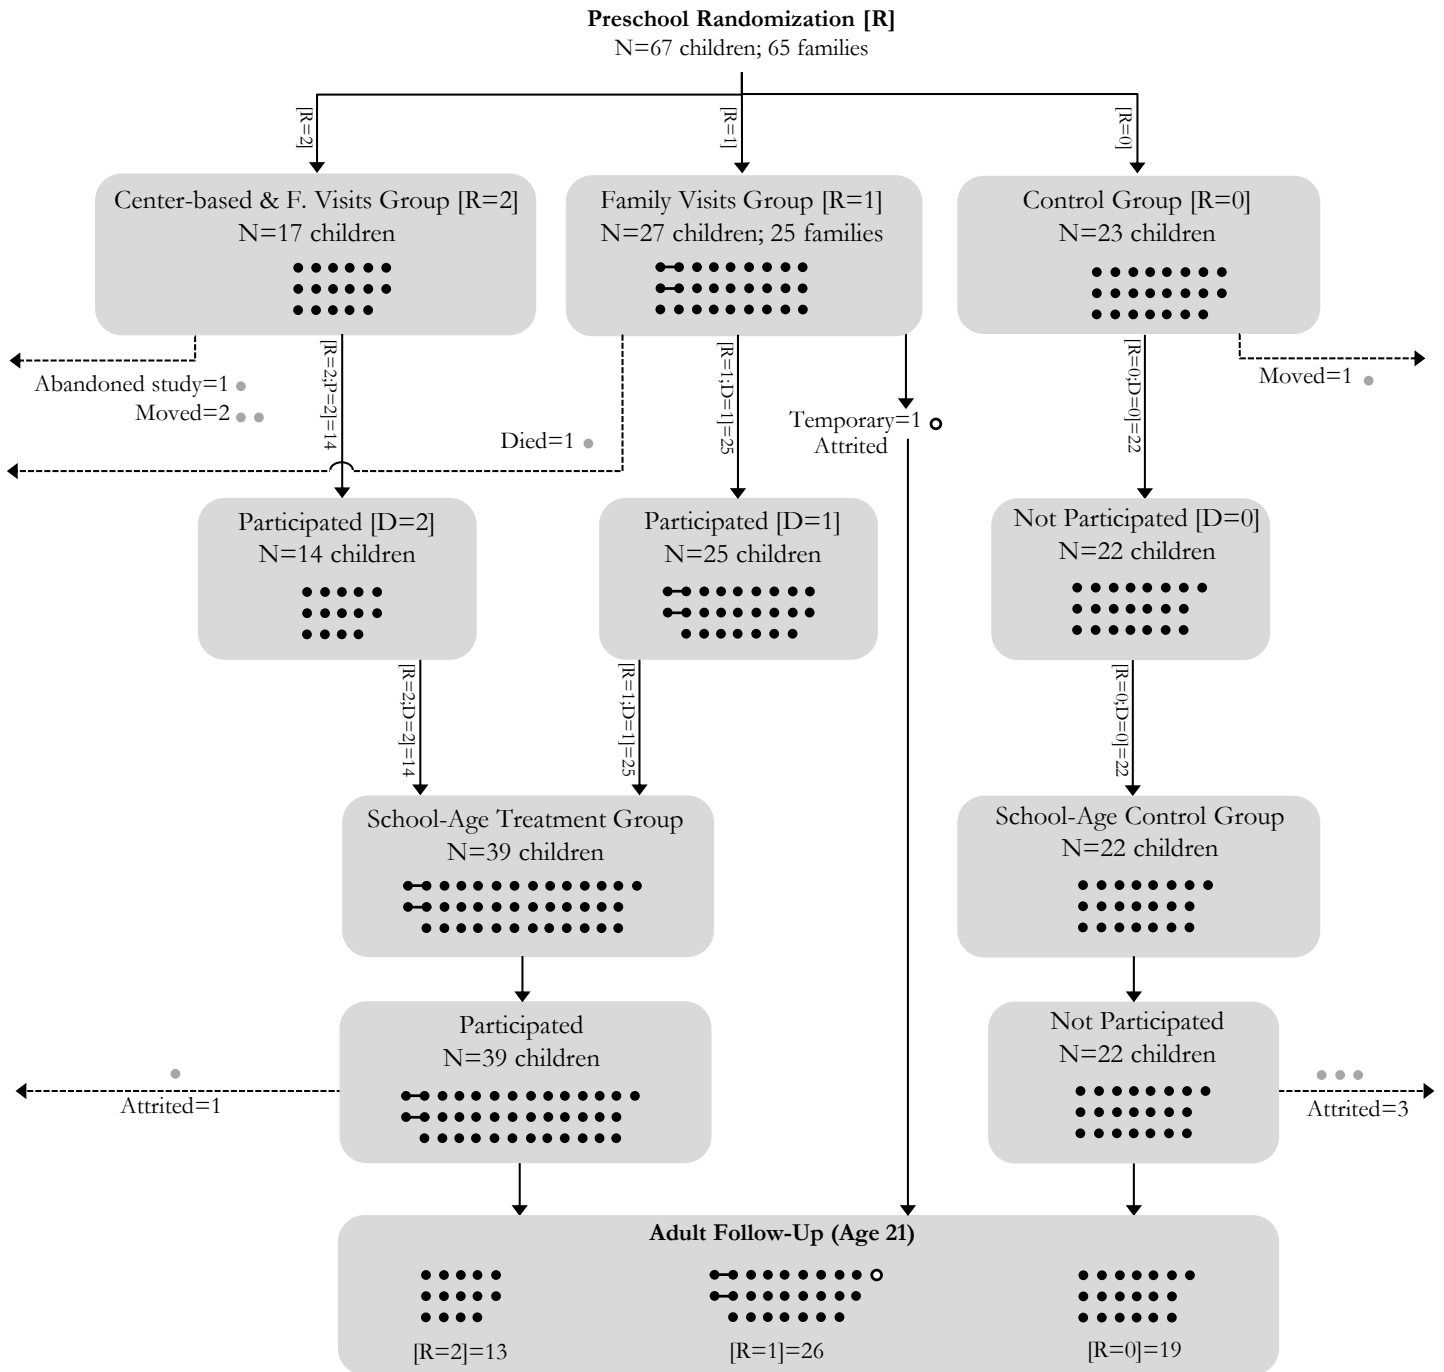 Preschool Randomization [R]
N=67 children; 65 families
[R=2]
[R=1]
[R=0]
Center-based & F. Visits Group [R=2]
N=17 children
Family Visits Group [R=1]
N=27 children; 25 families
Control Group [R=0]
N=23 children
Abandoned study=1
Moved=2
[R=2;P=2]=14
Died=1
[R=1;D=1]=25
Temporary=1
Attrited
[R=0;D=0]=22
Moved=1
Participated [D=2]
N=14 children
Participated [D=1]
N=25 children
Not Participated [D=0]
N=22 children
[R=2;D=2]=14
[R=1;D=1]=25
[R=0;D=0]=22
School-Age Treatment Group
N=39 children
School-Age Control Group
N=22 children
Participated
N=39 children
Not Participated
N=22 children
Attrited=1
Attrited=3
Adult Follow-Up (Age 21)
[R=2]=13
[R=1]=26
[R=0]=19